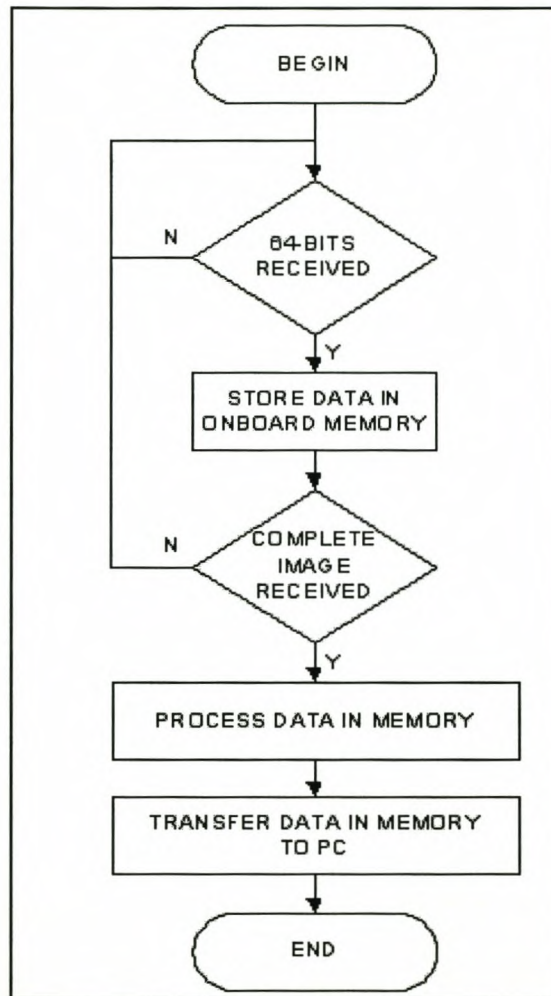 BEGIN
N
64-BITS
RECEIVED
Y
STORE DATA IN
ONBOARD MEMORY
N
COMPLETE
IMAGE
RECEIVED
Y
PROCESS DATA IN MEMORY
TRANSFER DATA IN MEMORY
TO PC
END